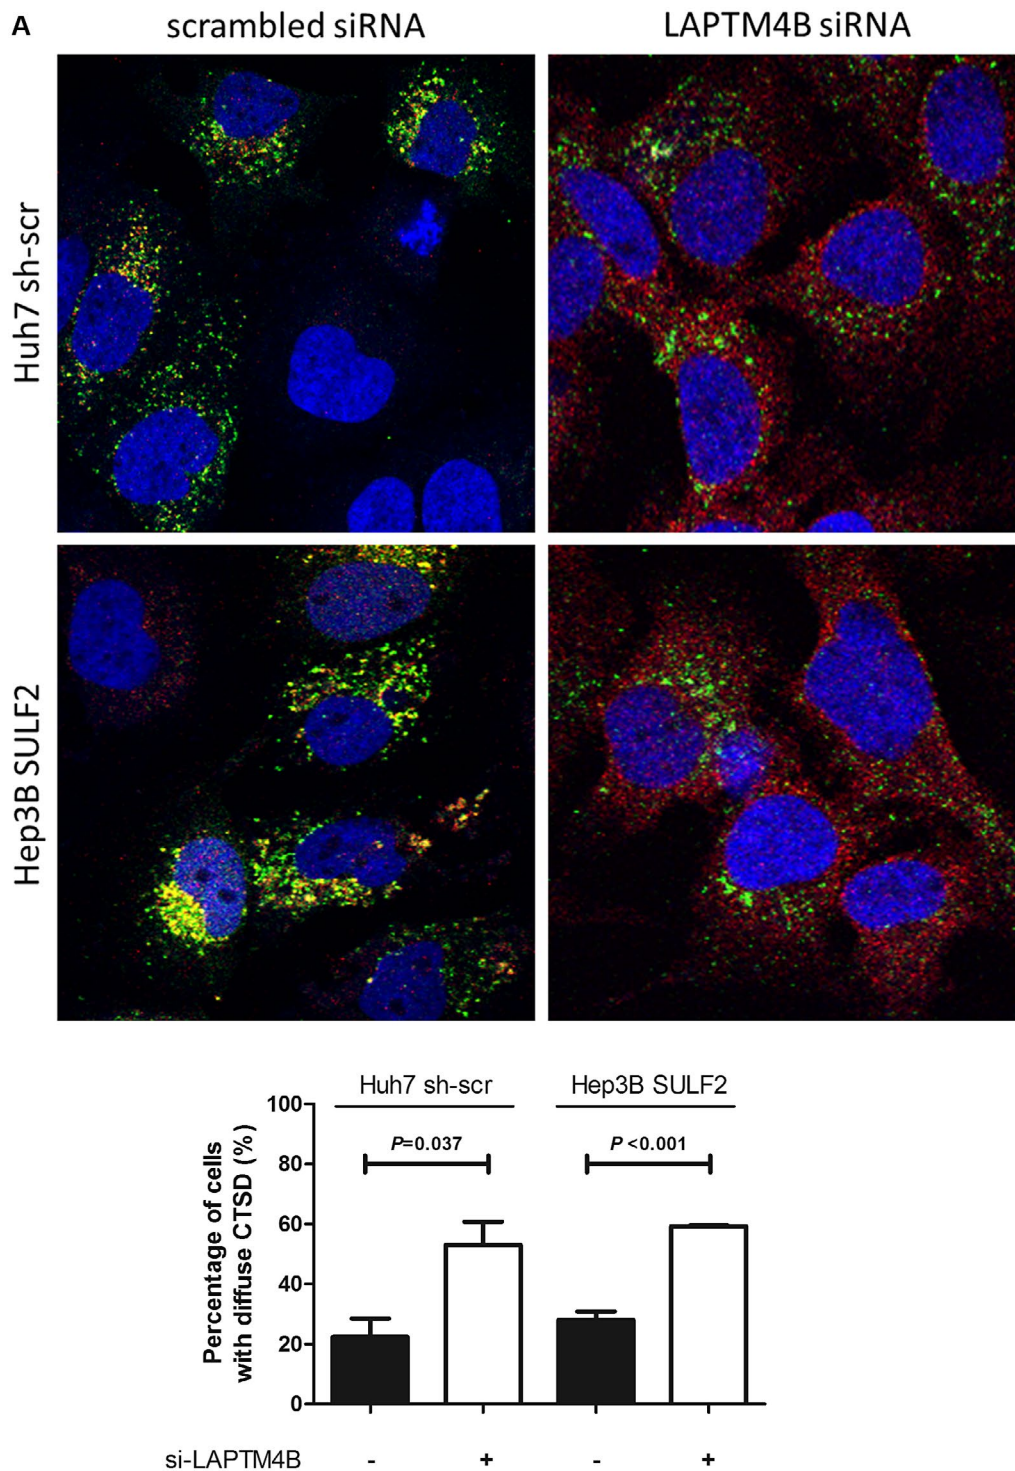 A
scrambled siRNA
LAPTM4B siRNA
Huh7 sh-scr
Hep3B SULF2
Huh7 sh-scr
Hep3B SULF2
P=0.037
P <0.001
100
80
60
40
20
0
Percentage of cells
with diffuse CTSD (%)
si-LAPTM4B - + - +